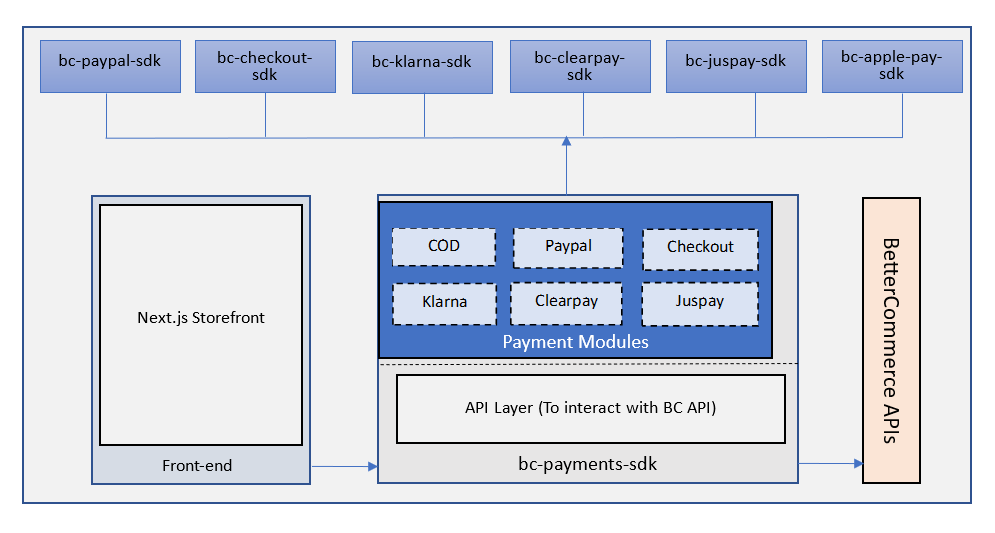 bc-paypal-sdk
bc-checkout-
sdk
bc-klarna-sdk
bc-clearpay-
sdk
bc-juspay-sdk
bc-apple-pay-
sdk
Next.js Storefront
Front-end
COD
Paypal
Checkout
Klarna
Clearpay
Juspay
Payment Modules
API Layer (To interact with BC API)
bc-payments-sdk
BetterCommerce APIs